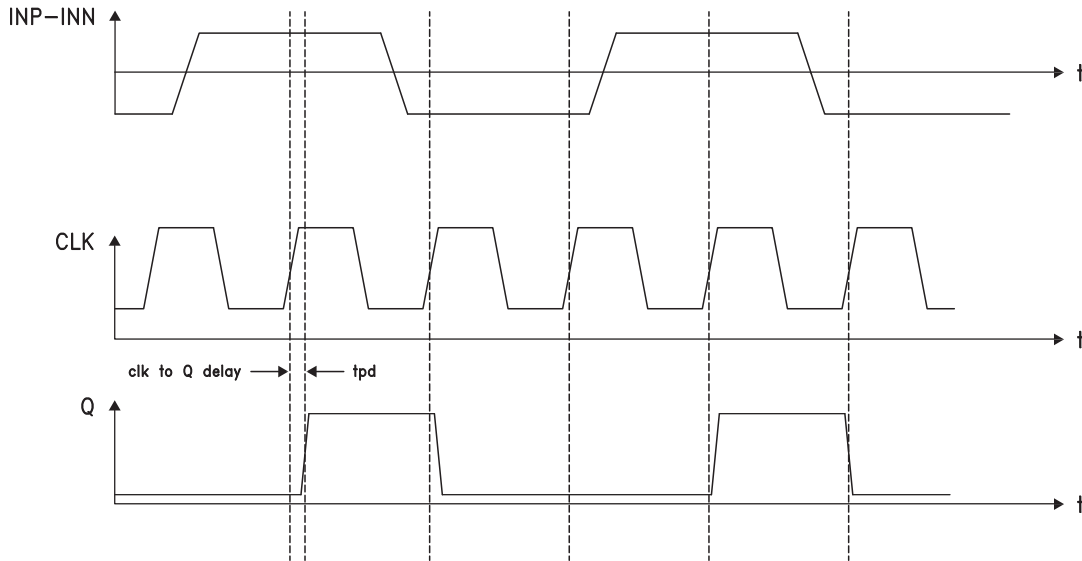 INP-INN
t
CLK
t
clk to Q delay
tpd
Q
t